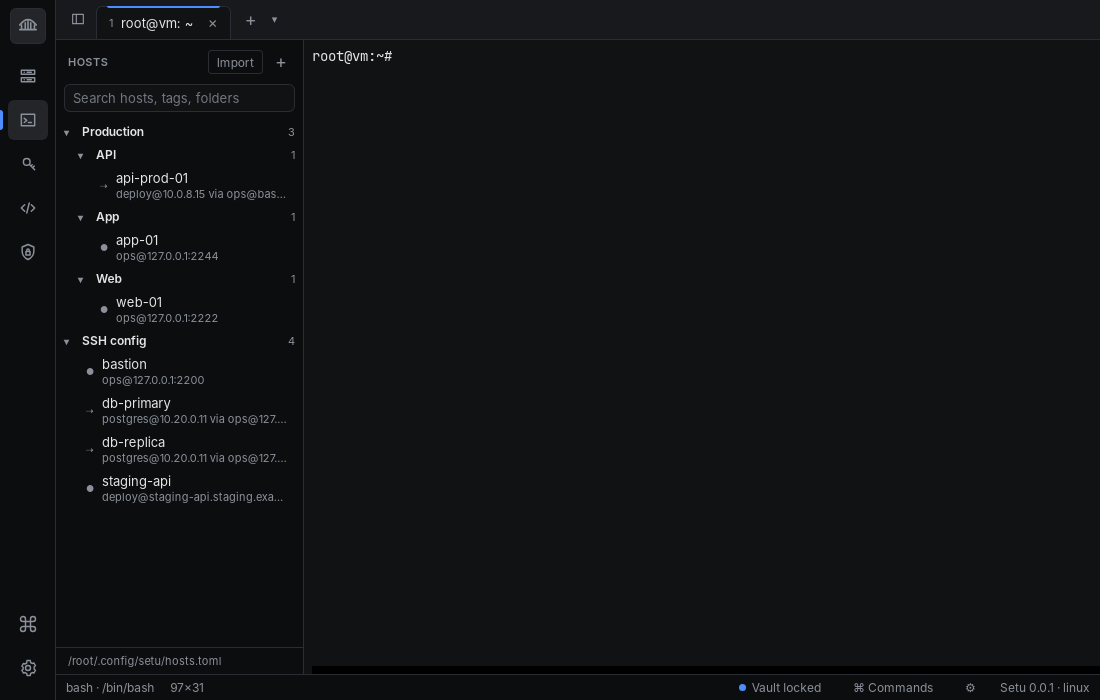 1 root@vm: ~ × + ▾
HOSTS Import +
Search hosts, tags, folders
▾ Production 3
▾ API 1
api-prod-01
deploy@10.0.8.15 via ops@bas...
▾ App 1
app-01
ops@127.0.0.1:2244
▾ Web 1
web-01
ops@127.0.0.1:2222
▾ SSH config 4
bastion
ops@127.0.0.1:2200
db-primary
postgres@10.20.0.11 via ops@127....
db-replica
postgres@10.20.0.11 via ops@127....
staging-api
deploy@staging-api.staging.exa...
/root/.config/setu/hosts.toml
root@vm:~#
bash · /bin/bash 97×31 Vault locked ⌘ Commands ⚙ Setu 0.0.1 · linux